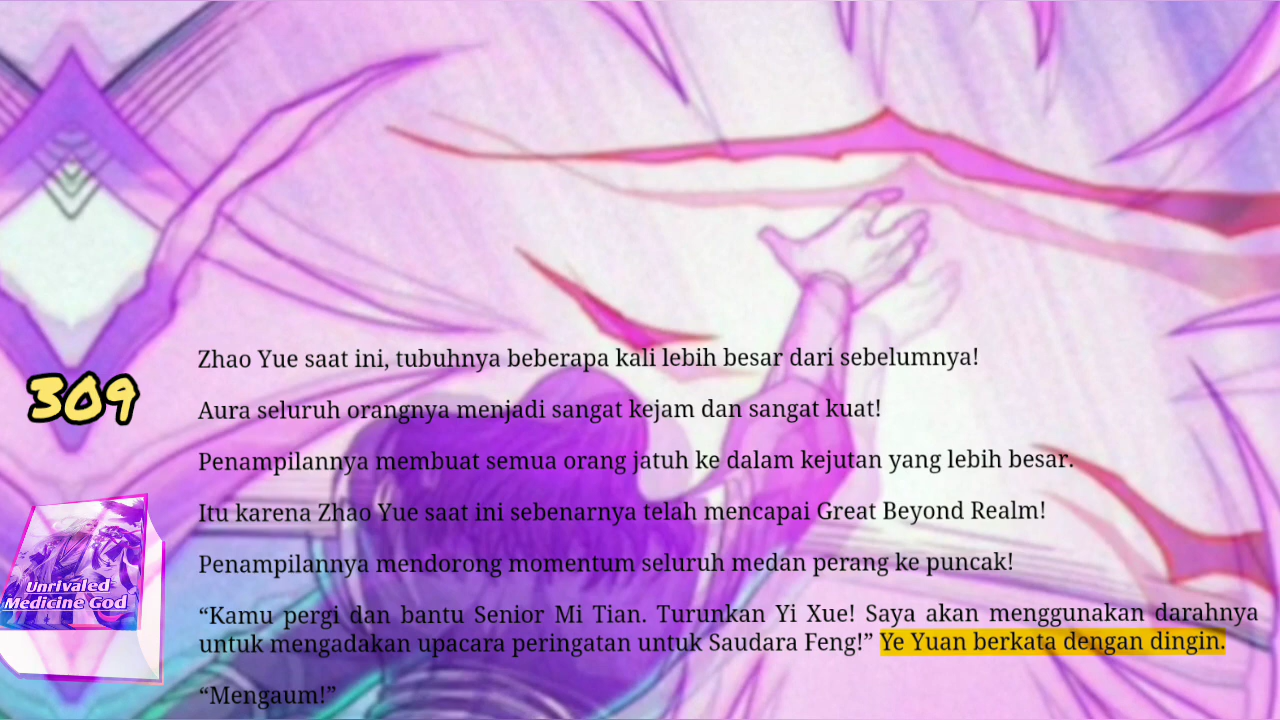 Zhao Yue saat ini, tubuhnya beberapa kali lebih besar dari sebelumnya!
Aura seluruh orangnya menjadi sangat kejam dan sangat kuat!
Penampilannya membuat semua orang jatuh ke dalam kejutan yang lebih besar.
Itu karena Zhao Yue saat ini sebenarnya telah mencapai Great Beyond Realm!
Penampilannya mendorong momentum seluruh medan perang ke puncak!
“Kamu pergi dan bantu Senior Mi Tian. Turunkan Yi Xue! Saya akan menggunakan darahnya
untuk mengadakan upacara peringatan untuk Saudara Feng!” Ye Yuan berkata dengan dingin.
“Mengaum!”
309
Unrivaled
Medicine God